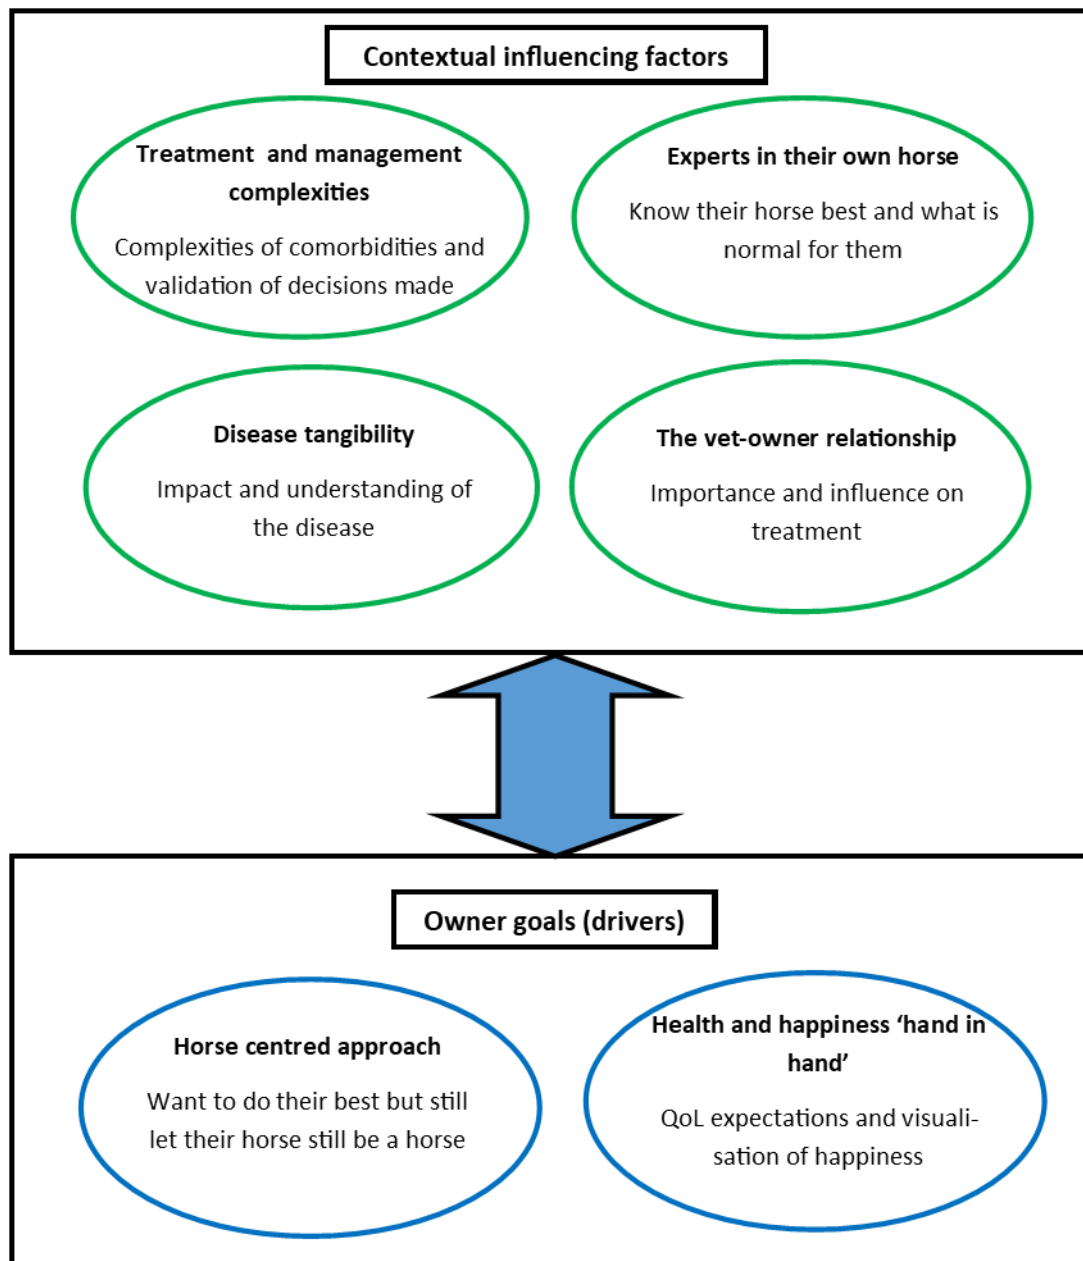 Contextual influencing factors
Treatment and management
complexities
Complexities of comorbidities and
validation of decisions made
Experts in their own horse
Know their horse best and what is
normal for them
Disease tangibility
Impact and understanding of
the disease
The vet-owner relationship
Importance and influence on
treatment
Owner goals (drivers)
Horse centred approach
Want to do their best but still
let their horse still be a horse
Health and happiness ‘hand in
hand’
QoL expectations and visuali-
sation of happiness